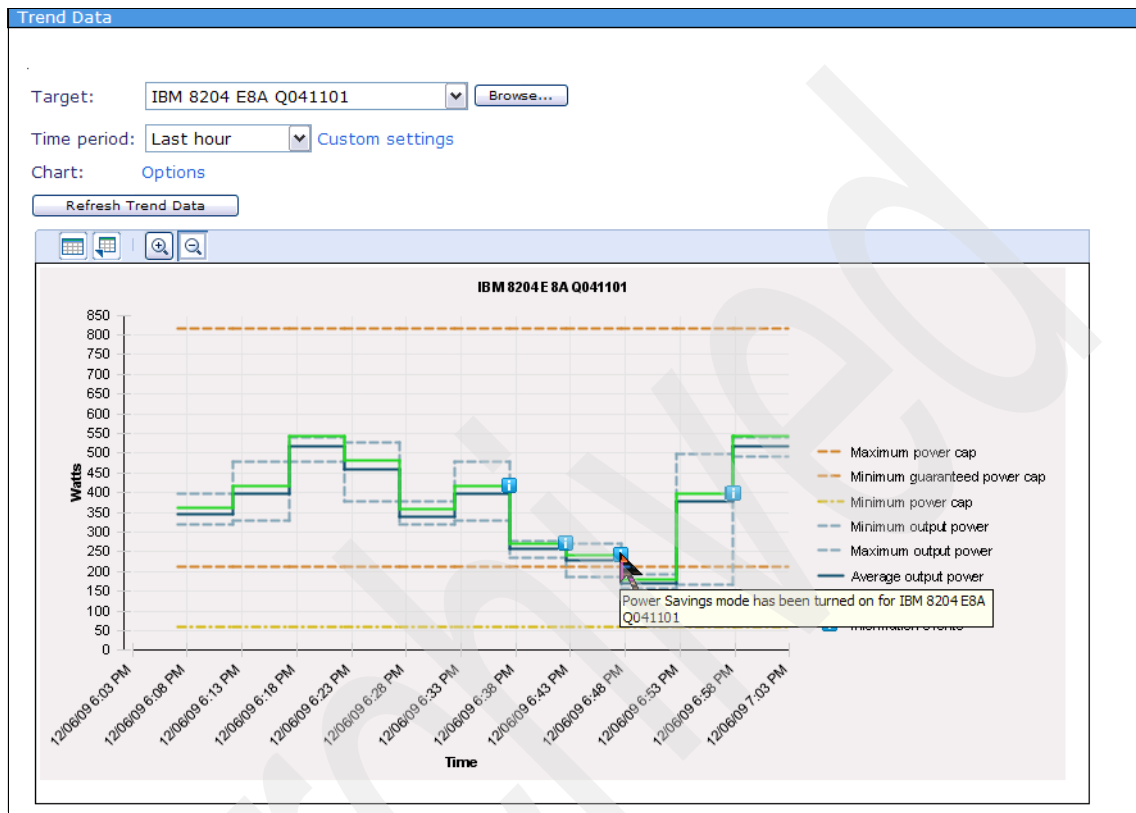 Trend Data
.
Target: IBM 8204 E8A Q041101 Browse...
Time period: Last hour Custom settings
Chart: Options
Refresh Trend Data
IBM 8204 E 8A Q041101
850
800
750
700
650
600
550
500
450
400
350
300
250
200
150
100
50
0
Watts
Maximum power cap
Minimum guaranteed power cap
Minimum power cap
Minimum output power
Maximum output power
Average output power
Power Savings mode has been turned on for IBM 8204 E8A
Q041101
12/06/09 6:03 PM
12/06/09 6:08 PM
12/06/09 6:13 PM
12/06/09 6:18 PM
12/06/09 6:23 PM
12/06/09 6:28 PM
12/06/09 6:33 PM
12/06/09 6:38 PM
12/06/09 6:43 PM
12/06/09 6:48 PM
12/06/09 6:53 PM
12/06/09 6:58 PM
12/06/09 7:03 PM
Time